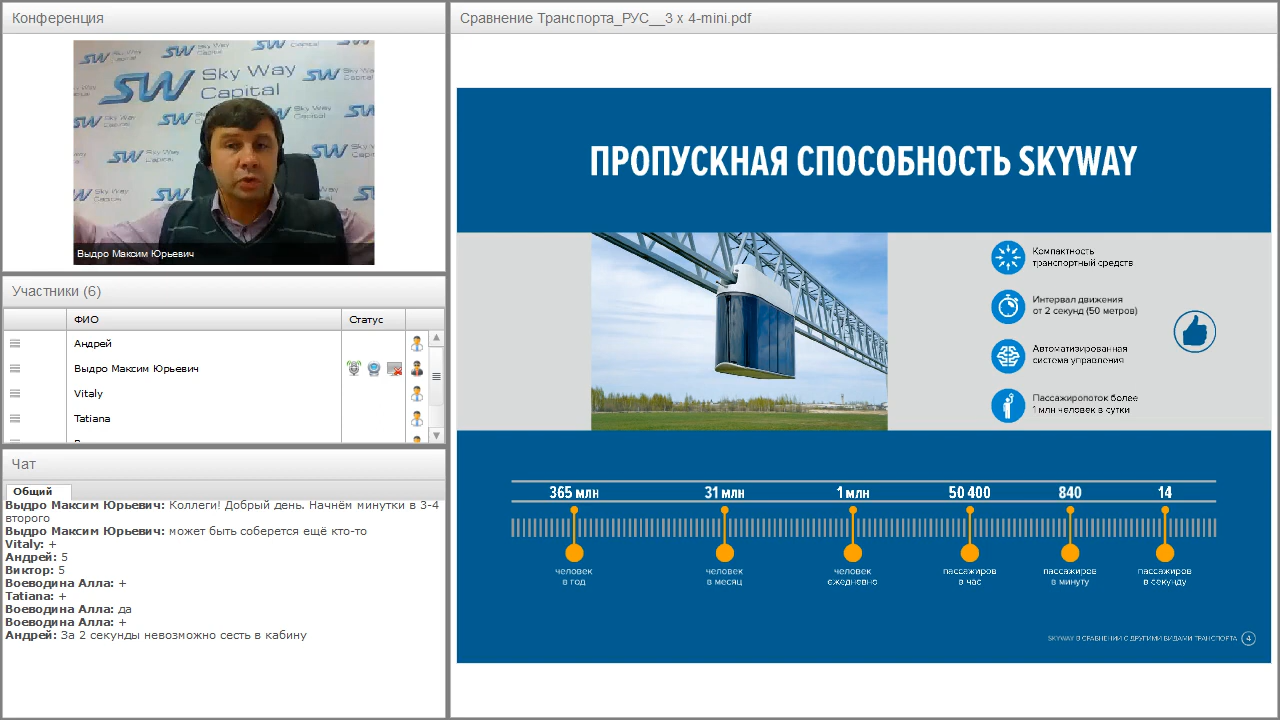 Конференция
SW Sky Way Capital
Sky Way
Capital
Выдро Максим Юрьевич
Участники (6)
ФИО
Статус
Андрей
Выдро Максим Юрьевич
Vitaly
Tatiana
Чат
Общий
Выдро Максим Юрьевич: Коллеги! Добрый день. Начнём минутки в 3-4
второго
Выдро Максим Юрьевич: может быть соберется ещё кто-то
Vitaly: +
Андрей: 5
Виктор: 5
Воеводина Алла: +
Tatiana: +
Воеводина Алла: да
Воеводина Алла: +
Андрей: За 2 секунды невозможно сесть в кабину
Сравнение Транспорта_РУС__3 x 4-mini.pdf
ПРОПУСКНАЯ СПОСОБНОСТЬ SKYWAY
Компактность
транспортный средств
Интервал движения
от 2 секунд (50 метров)
Автоматизированная
система управления
Пассажиропоток более
1 млн человек в сутки
365 млн
31 млн
1 млн
50 400
840
14
человек
в год
человек
в месяц
человек
ежедневно
пассажиров
в час
пассажиров
в минуту
пассажиров
в секунду
SKYWAY В СРАВНЕНИИ С ДРУГИМИ ВИДАМИ ТРАНСПОРТА 4